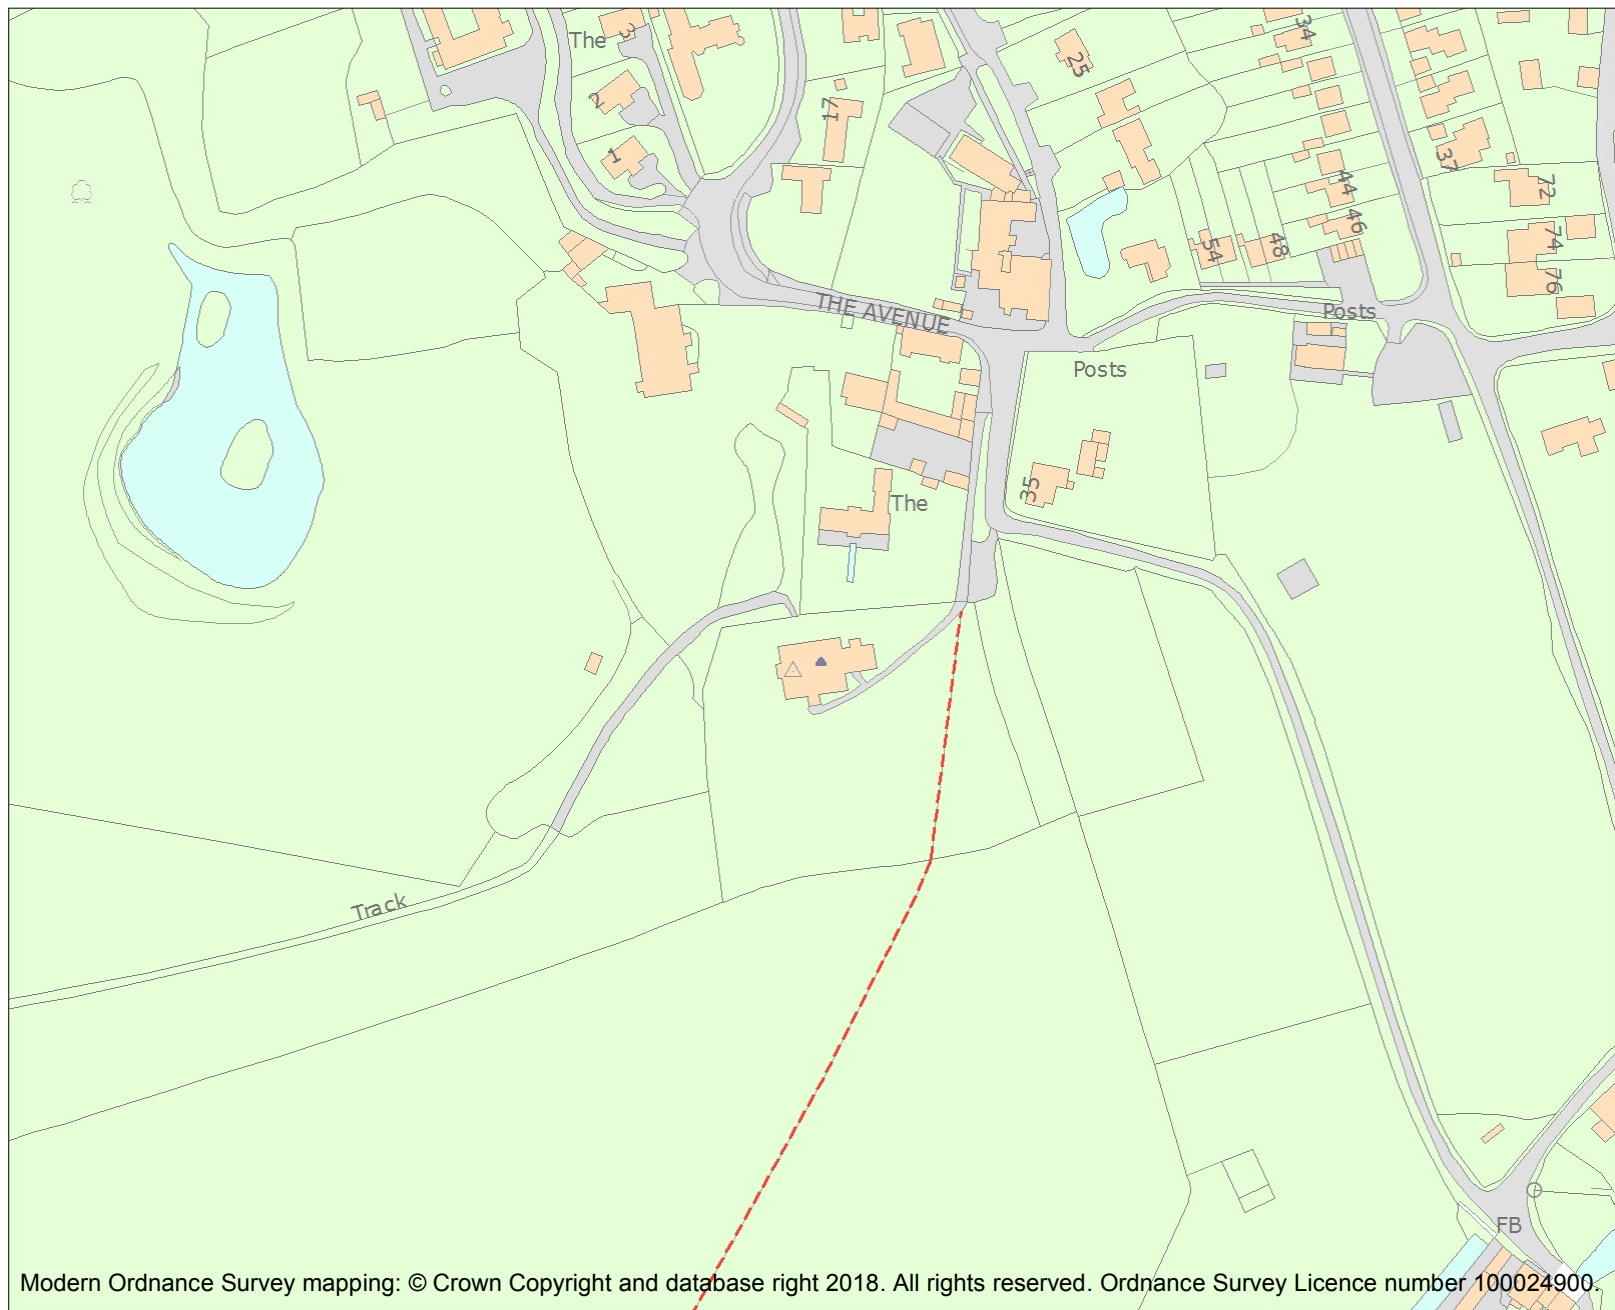 The
3
2
1
17
25
34
37
44
46
54
48
72
74
76
THE AVENUE
Posts
Posts
35
The
Track
FB
Modern Ordnance Survey mapping: © Crown Copyright and database right 2018. All rights reserved. Ordnance Survey Licence number 100024900.